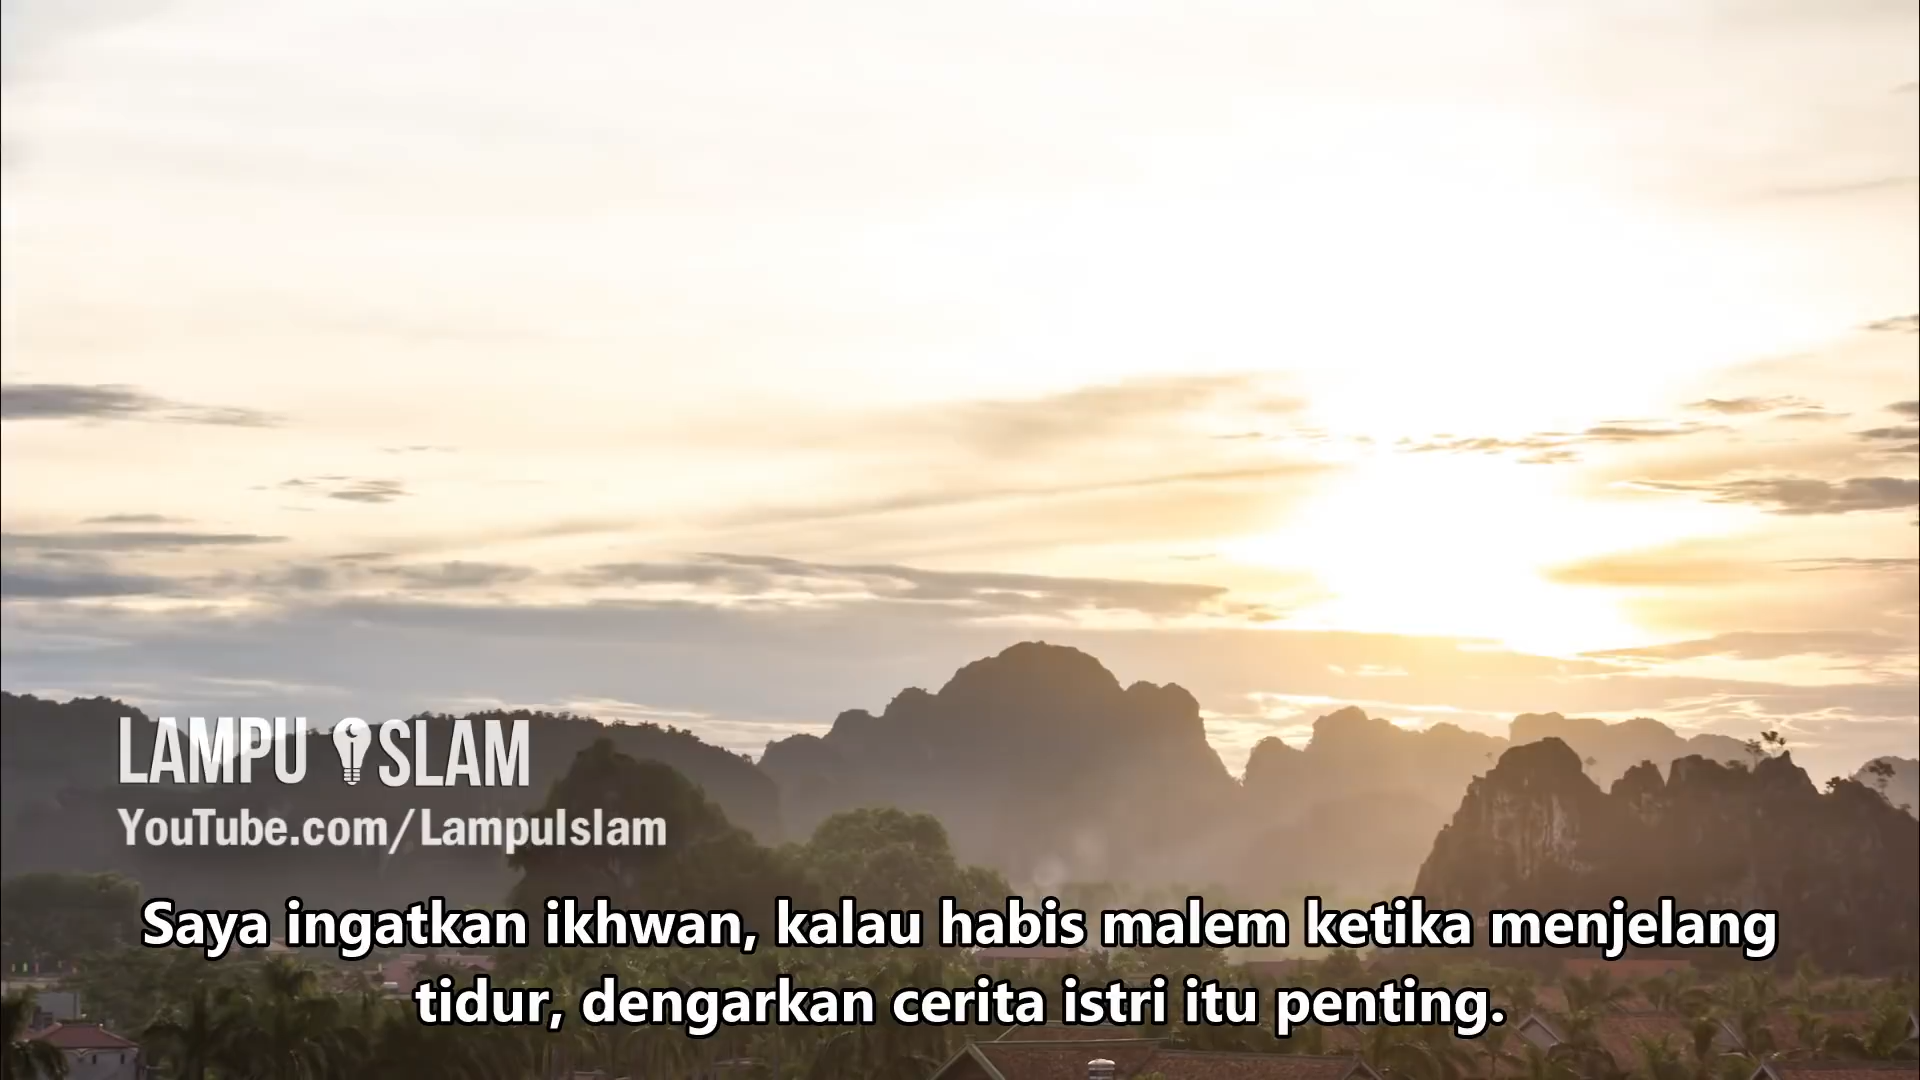 LAMPU ISLAM
YouTube.com/LampuIslam
Saya ingatkan ikhwan, kalau habis malem ketika menjelang
tidur, dengarkan cerita istri itu penting.